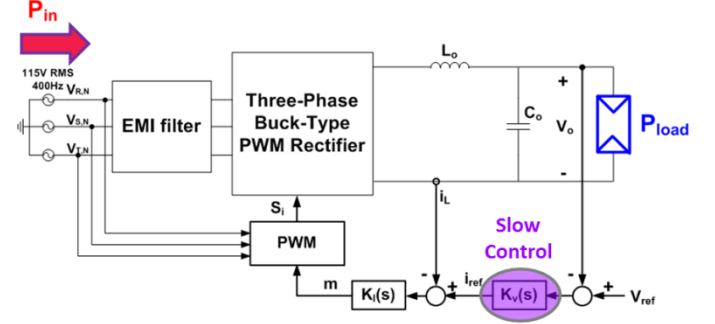 Pin
115V RMS
400Hz
VR,N
VS,N
VT,N
EMI filter
Three-Phase
Buck-Type
PWM Rectifier
Lo
Co
+
Vo
-
Pload
Si
iL
PWM
Slow
Control
m
Ki(s)
-
+
iref
Kv(s)
-
+
Vref